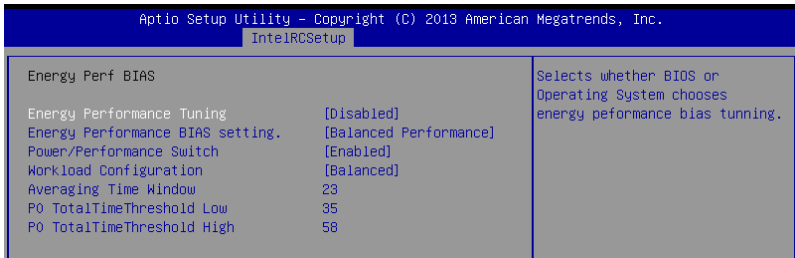 Aptio Setup Utility – Copyright (C) 2013 American Megatrends, Inc.
IntelRCSetup
Energy Perf BIAS
Energy Performance Tuning [Disabled]
Energy Performance BIAS setting. [Balanced Performance]
Power/Performance Switch [Enabled]
Workload Configuration [Balanced]
Averaging Time Window 23
P0 TotalTimeThreshold Low 35
P0 TotalTimeThreshold High 58
Selects whether BIOS or
Operating System chooses
energy peformance bias tunning.